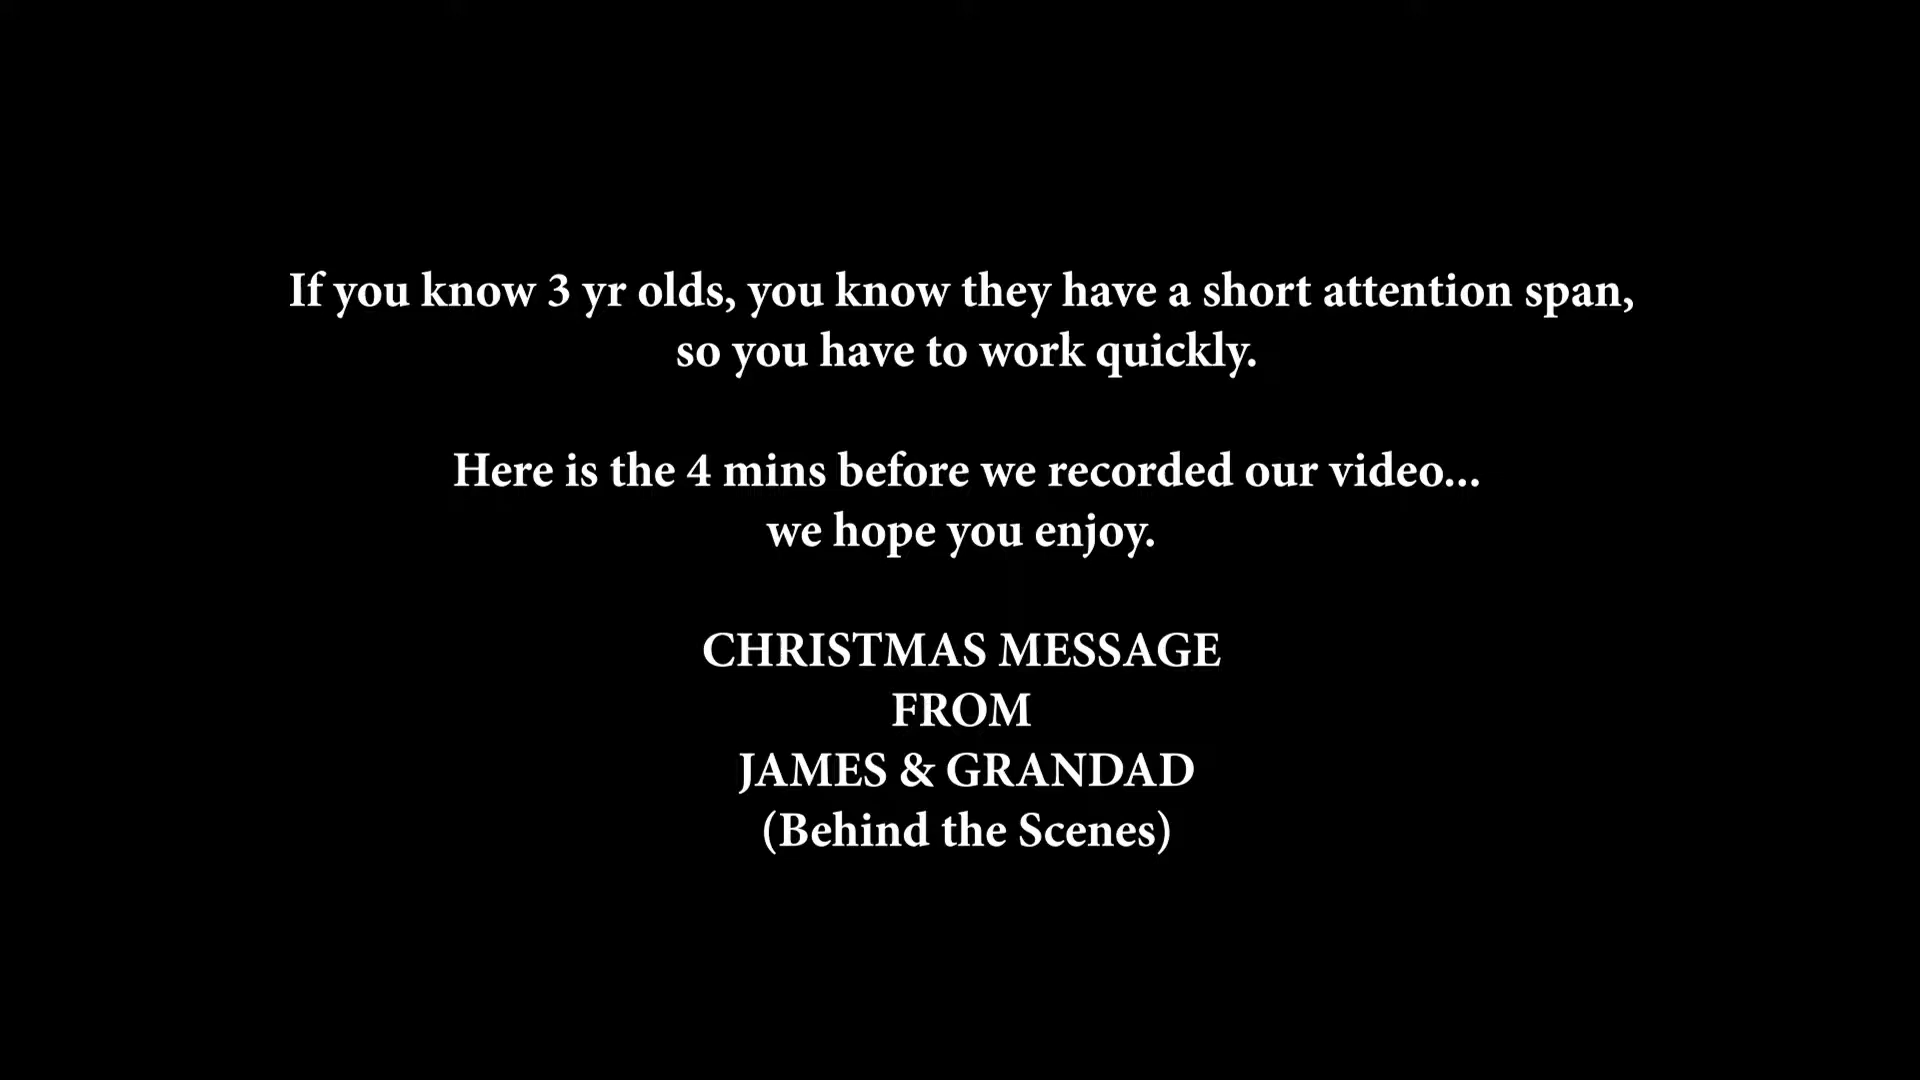 If you know 3 yr olds, you know they have a short attention span,
so you have to work quickly.
Here is the 4 mins before we recorded our video...
we hope you enjoy.
CHRISTMAS MESSAGE
FROM
JAMES & GRANDAD
(Behind the Scenes)